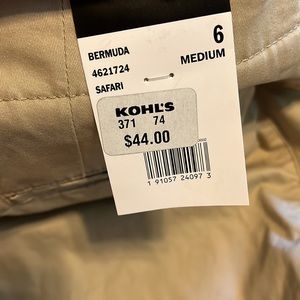 BERMUDA
4621724
SAFARI
6
MEDIUM
KOHL'S
371 74
$44.00
1 91057 24097 3